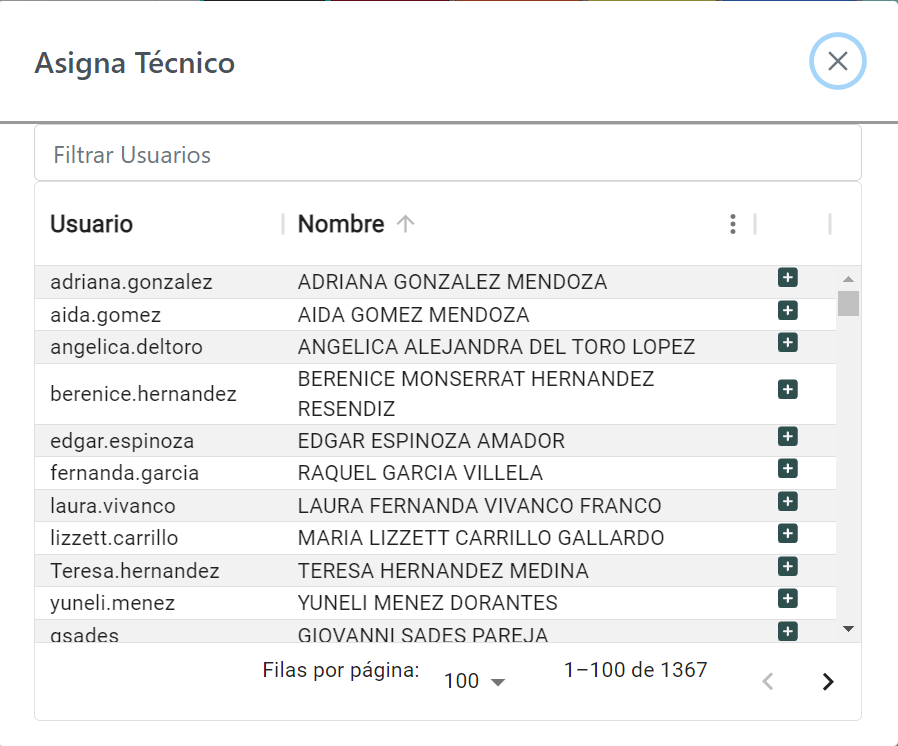 Asigna Técnico
Filtrar Usuarios
Usuario Nombre
adriana.gonzalez ADRIANA GONZALEZ MENDOZA
aida.gomez AIDA GOMEZ MENDOZA
angelica.deltoro ANGELICA ALEJANDRA DEL TORO LOPEZ
berenice.hernandez BERENICE MONSERRAT HERNANDEZ
RESENDIZ
edgar.espinoza EDGAR ESPINOZA AMADOR
fernanda.garcia RAQUEL GARCIA VILLELA
laura.vivanco LAURA FERNANDA VIVANCO FRANCO
lizzett.carrillo MARIA LIZZETT CARRILLO GALLARDO
Teresa.hernandez TERESA HERNANDEZ MEDINA
yuneli.menez YUNELI MENEZ DORANTES
gsades GIOVANNI SADES PAREJA
Filas por página: 100 1–100 de 1367